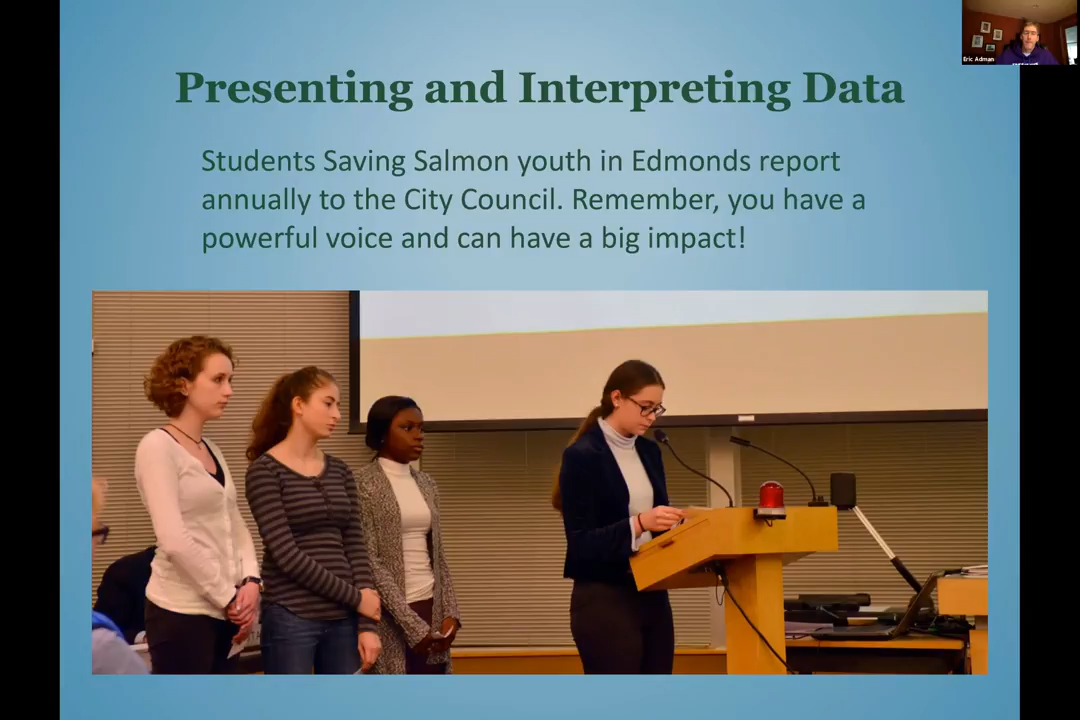 Eric Adman
Presenting and Interpreting Data
Students Saving Salmon youth in Edmonds report
annually to the City Council. Remember, you have a
powerful voice and can have a big impact!